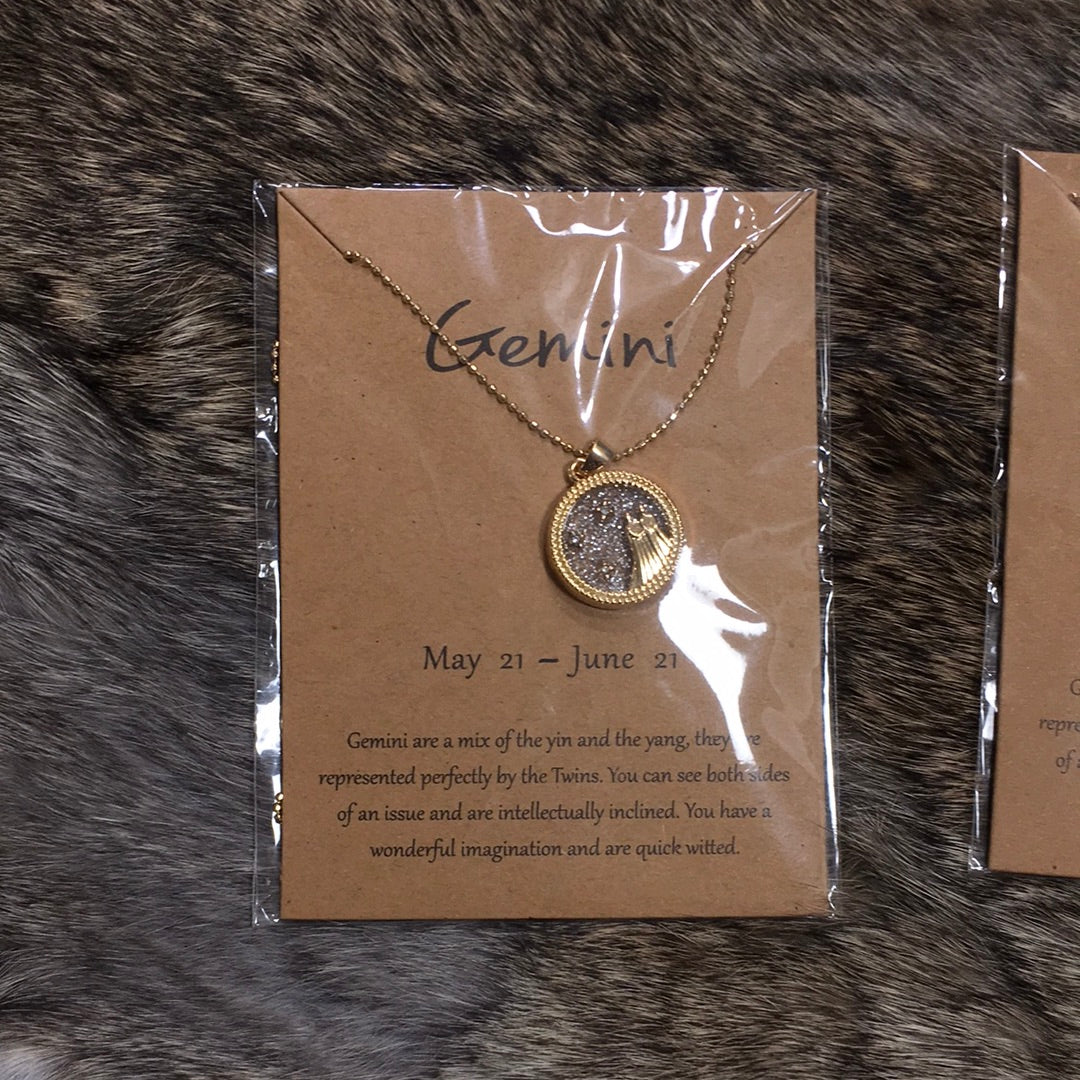 Gemini
May 21 – June 21
Gemini are a mix of the yin and the yang, they are
represented perfectly by the Twins. You can see both sides
of an issue and are intellectually inclined. You have a
wonderful imagination and are quick witted.